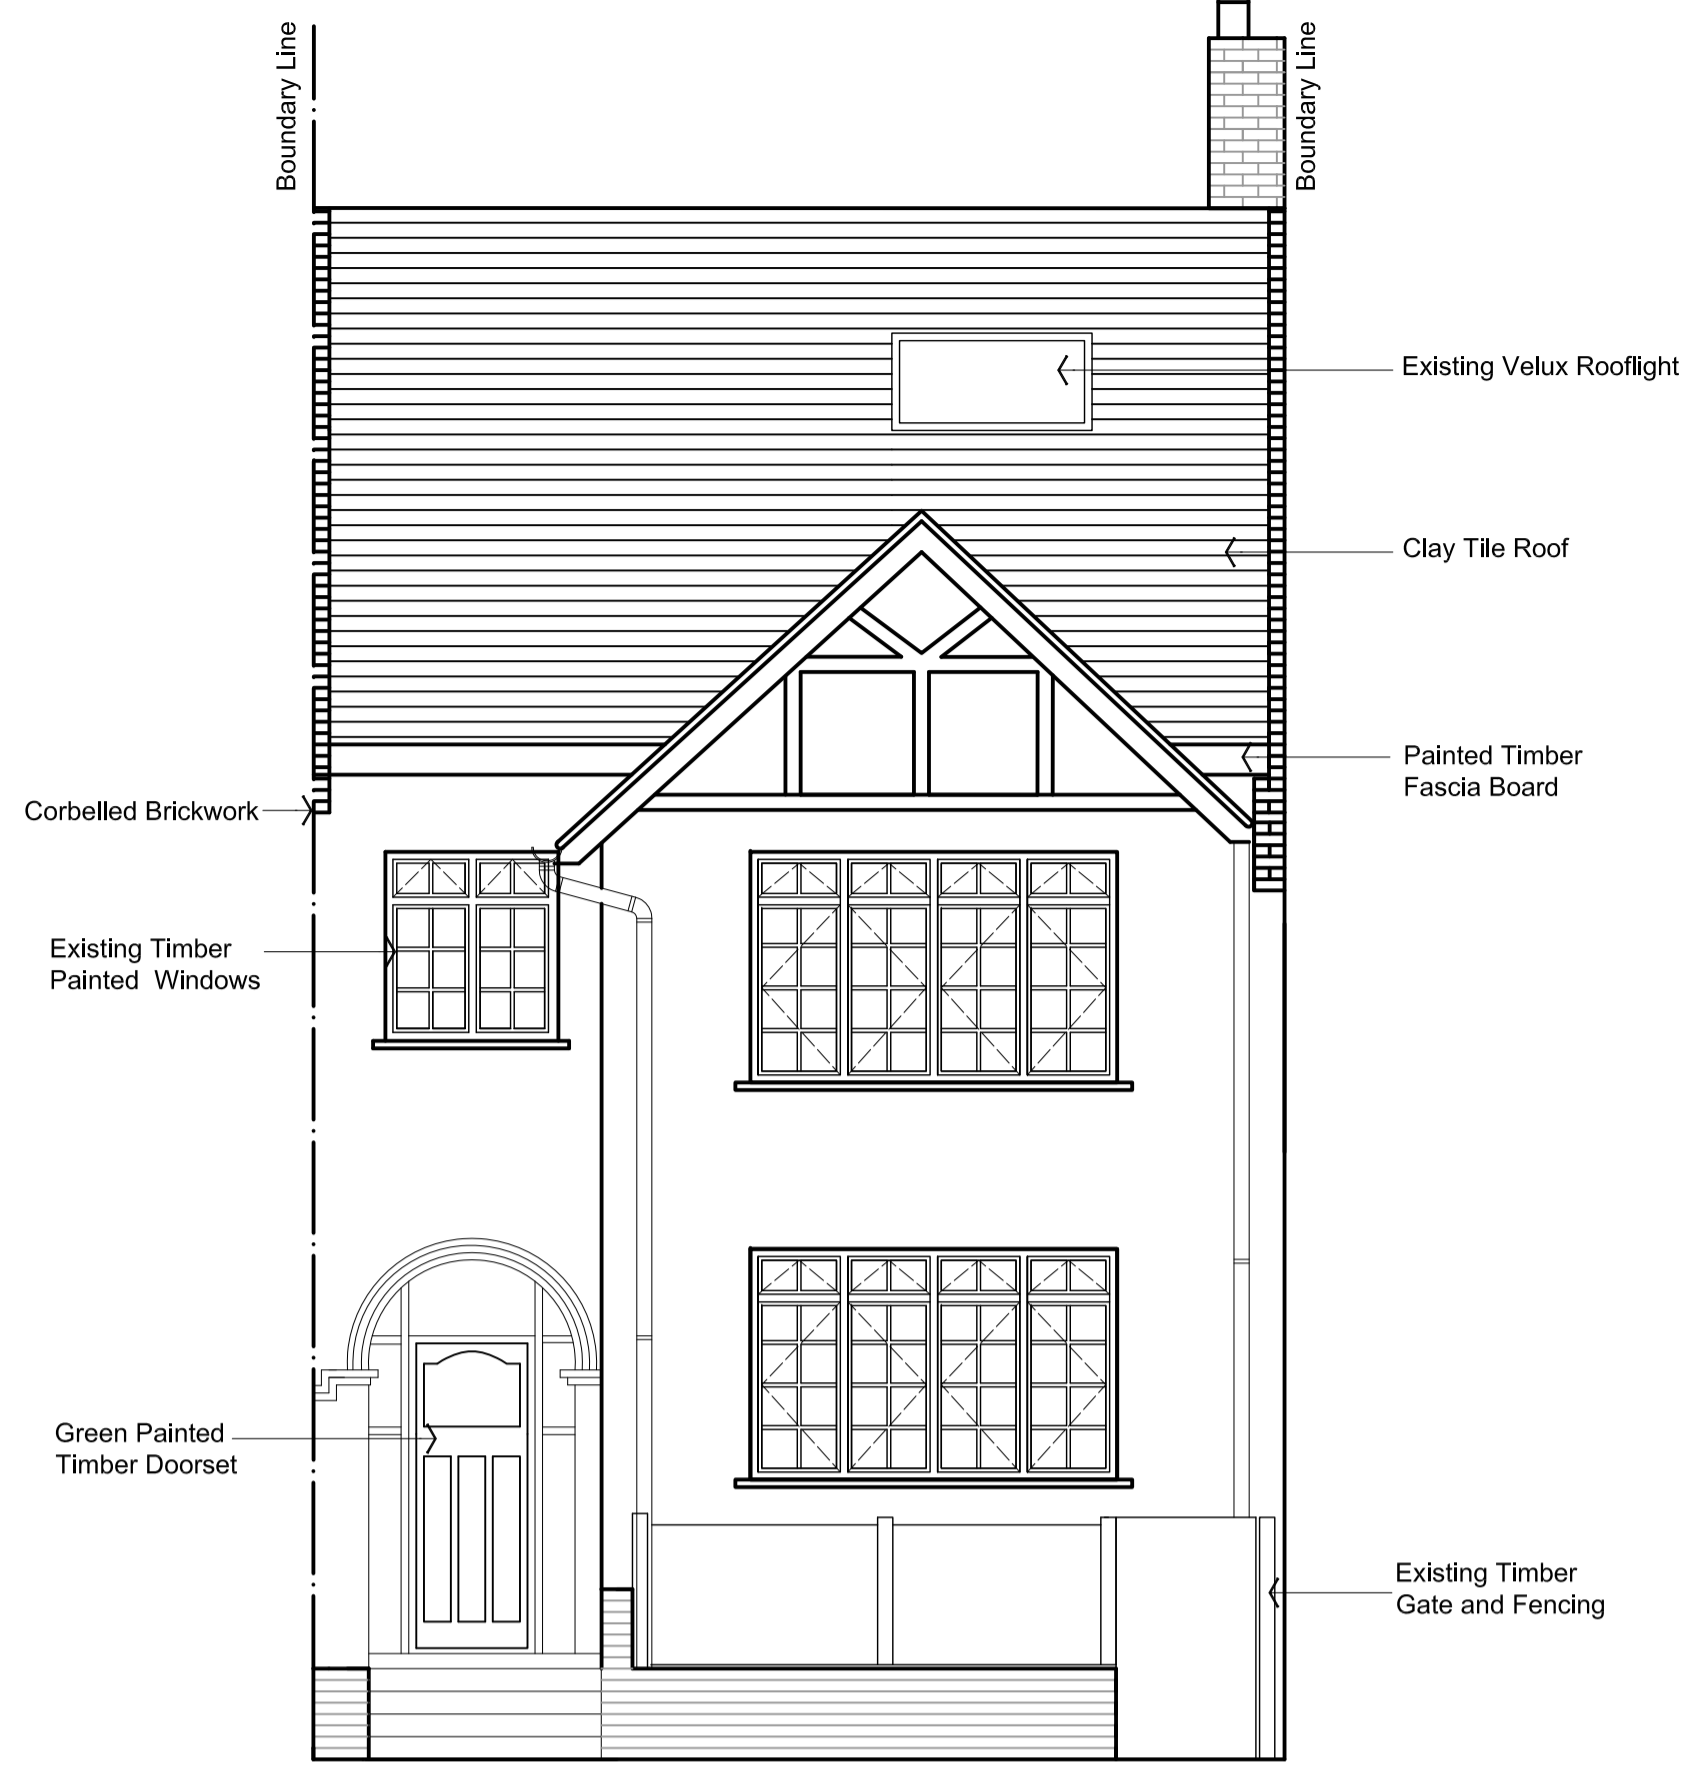 Boundary Line
Boundary Line
Existing Velux Rooflight
Clay Tile Roof
Painted Timber
Fascia Board
Corbelled Brickwork
Existing Timber
Painted  Windows
Green Painted
Timber Doorset
Existing Timber
Gate and Fencing